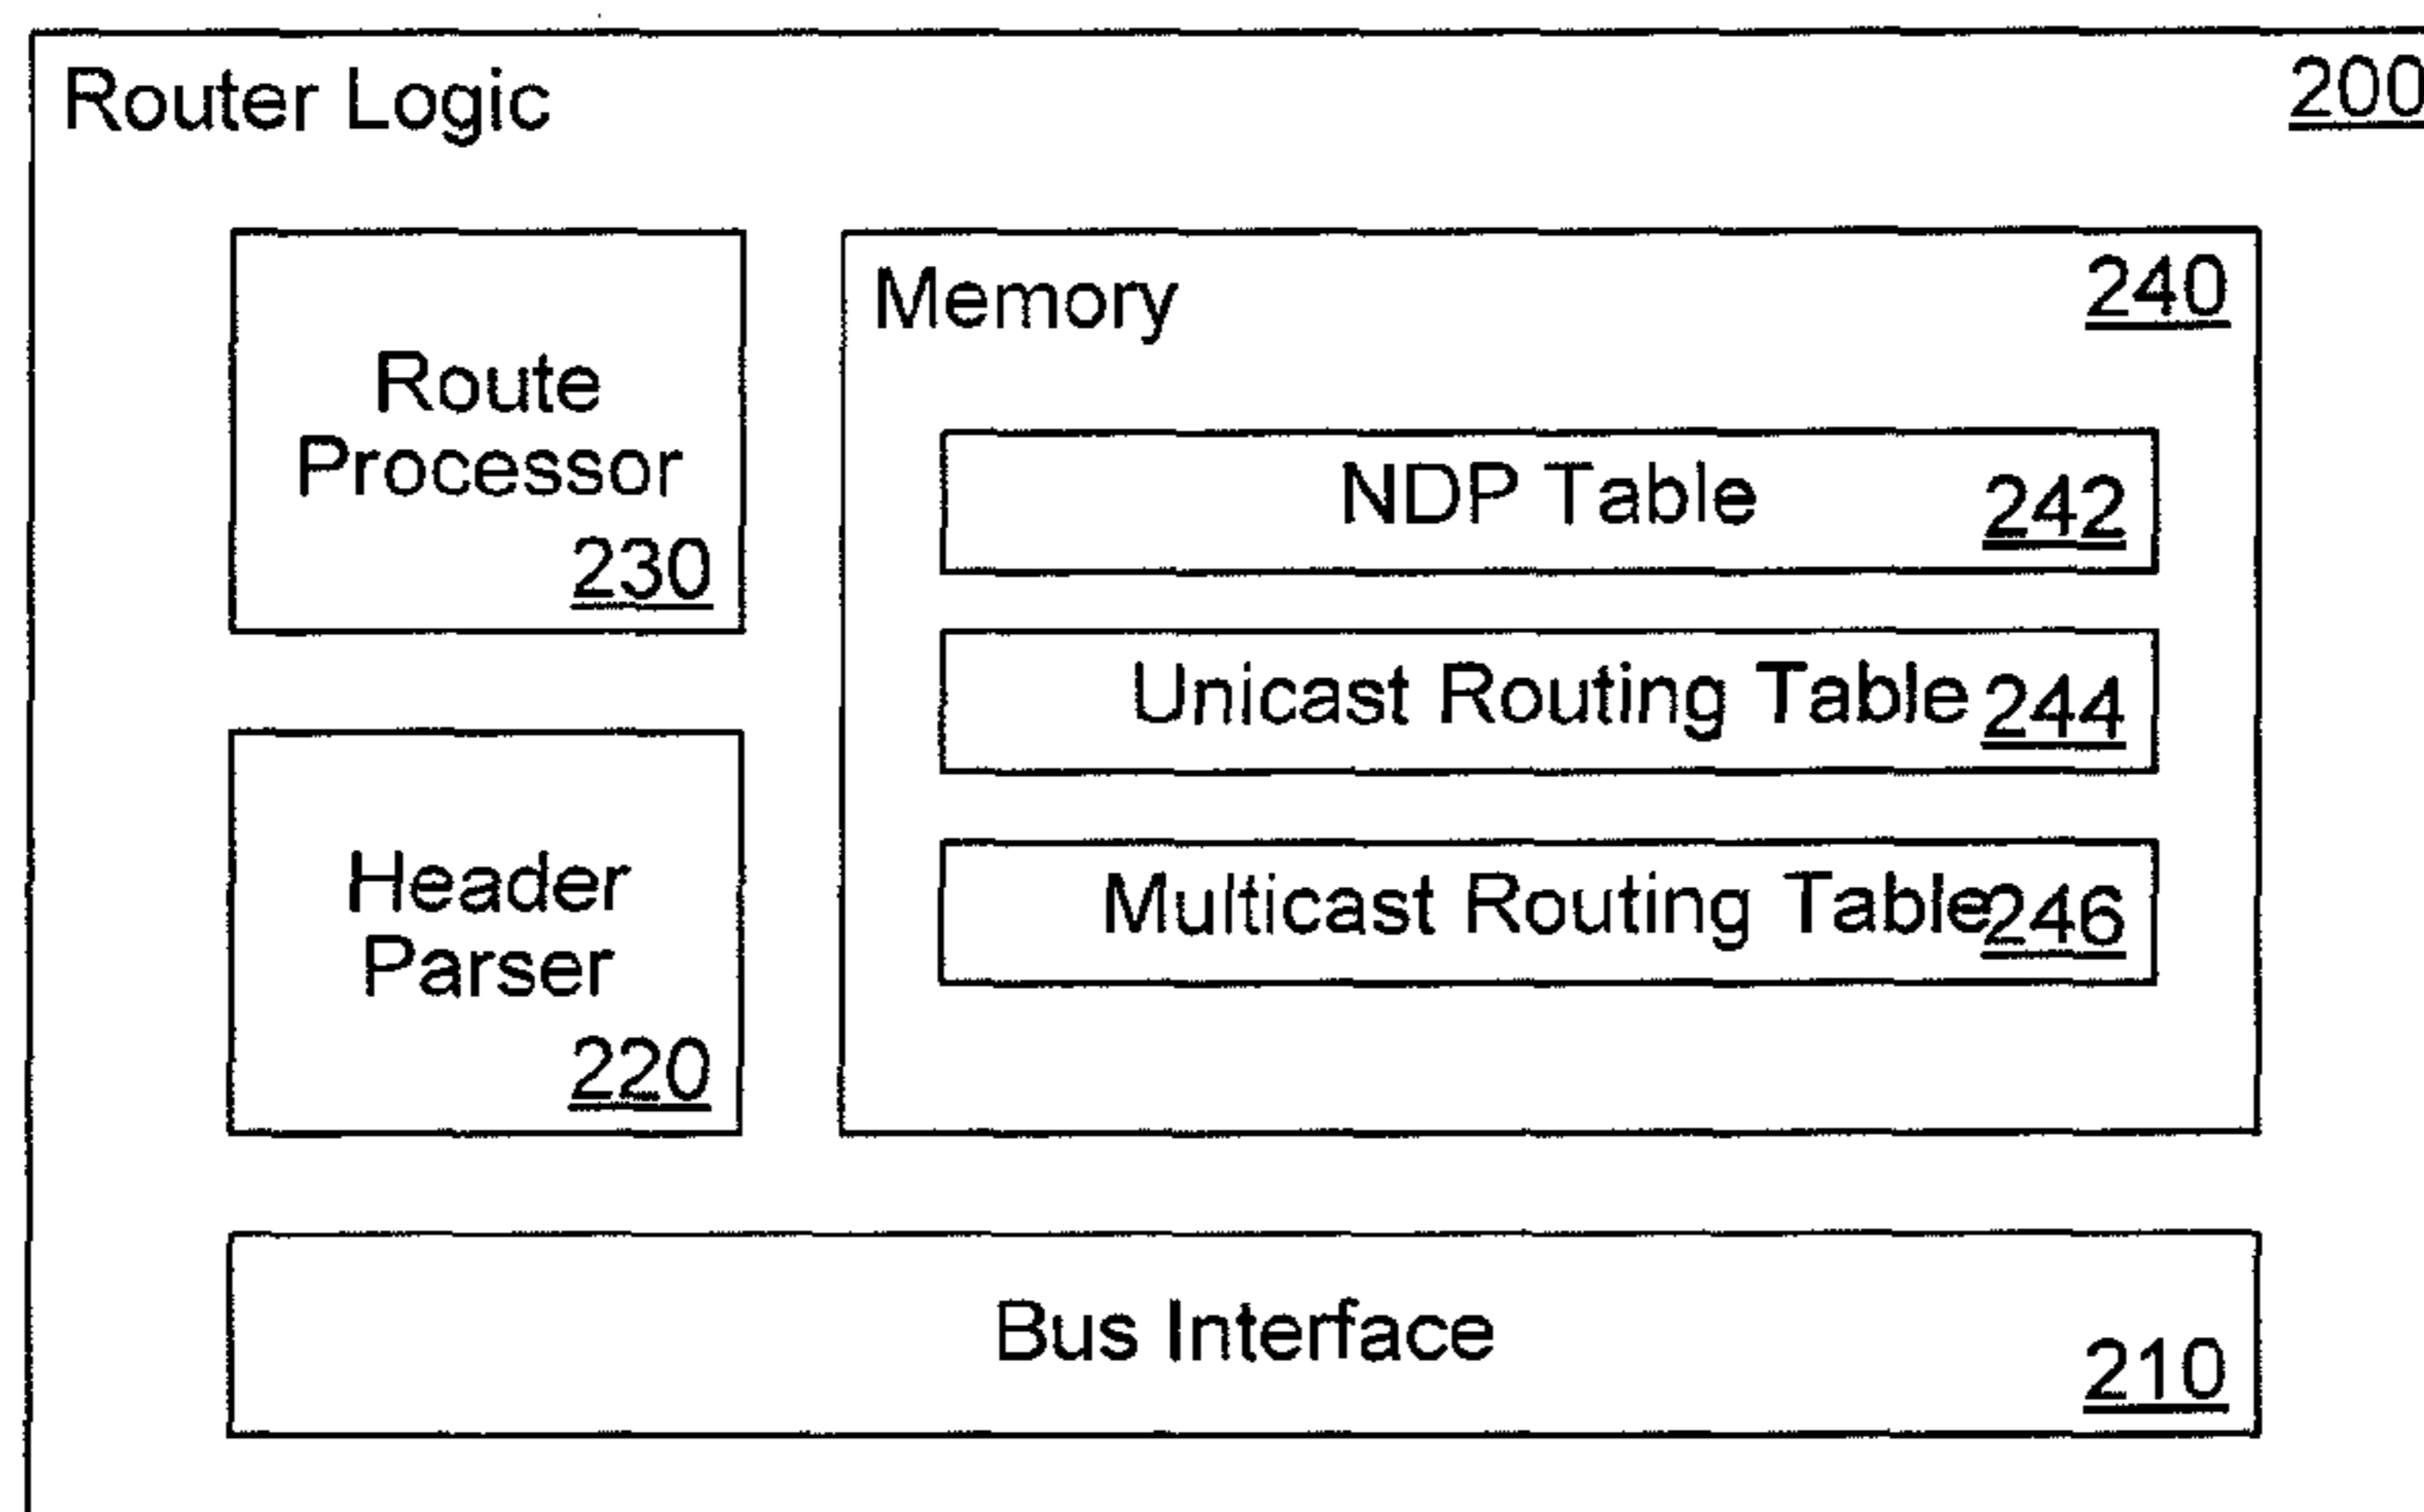 Router Logic 200
Route
Processor
230
Memory 240
NDP Table 242
Unicast Routing Table 244
Multicast Routing Table 246
Header
Parser
220
Bus Interface 210